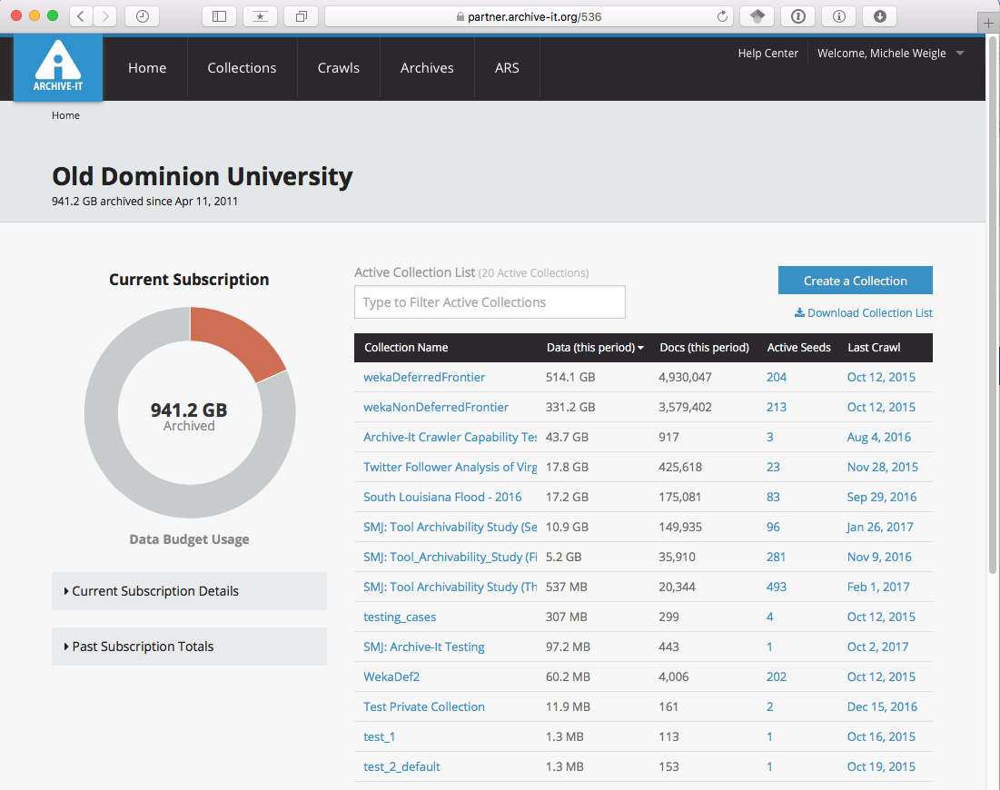 partner.archive-it.org/536
ARCHIVE-IT
Home
Collections
Crawls
Archives
ARS
Help Center
Welcome, Michele Weigle
Home
Old Dominion University
941.2 GB archived since Apr 11, 2011
Current Subscription
941.2 GB
Archived
Data Budget Usage
Current Subscription Details
Past Subscription Totals
Active Collection List (20 Active Collections)
Type to Filter Active Collections
Create a Collection
Download Collection List
Collection Name Data (this period) Docs (this period) Active Seeds Last Crawl
wekaDeferredFrontier 514.1 GB 4,930,047 204 Oct 12, 2015
wekaNonDeferredFrontier 331.2 GB 3,579,402 213 Oct 12, 2015
Archive-It Crawler Capability Tes 43.7 GB 917 3 Aug 4, 2016
Twitter Follower Analysis of Virg 17.8 GB 425,618 23 Nov 28, 2015
South Louisiana Flood - 2016 17.2 GB 175,081 83 Sep 29, 2016
SMJ: Tool Archivability Study (Se 10.9 GB 149,935 96 Jan 26, 2017
SMJ: Tool_Archivability_Study (Fi 5.2 GB 35,910 281 Nov 9, 2016
SMJ: Tool Archivability Study (Th 537 MB 20,344 493 Feb 1, 2017
testing_cases 307 MB 299 4 Oct 12, 2015
SMJ: Archive-It Testing 97.2 MB 443 1 Oct 2, 2017
WekaDef2 60.2 MB 4,006 202 Oct 12, 2015
Test Private Collection 11.9 MB 161 2 Dec 15, 2016
test_1 1.3 MB 113 1 Oct 16, 2015
test_2_default 1.3 MB 153 1 Oct 19, 2015